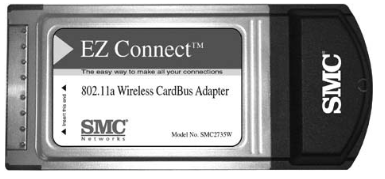 EZ Connect™
The easy way to make all your connections
802.11a Wireless CardBus Adapter
▲ Insert this end ▲
SMC®
Networks
Model No. SMC2735W
SMC®